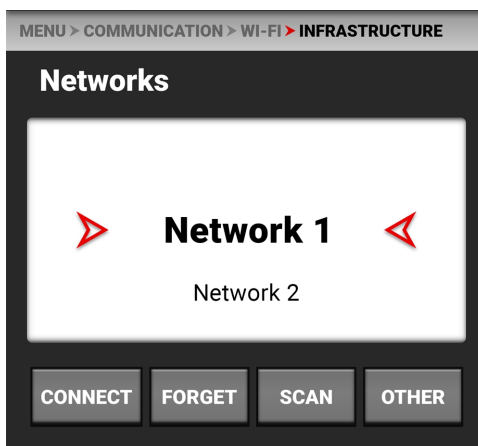 MENU > COMMUNICATION > WI-FI > INFRASTRUCTURE
Networks
Network 1
Network 2
CONNECT FORGET SCAN OTHER